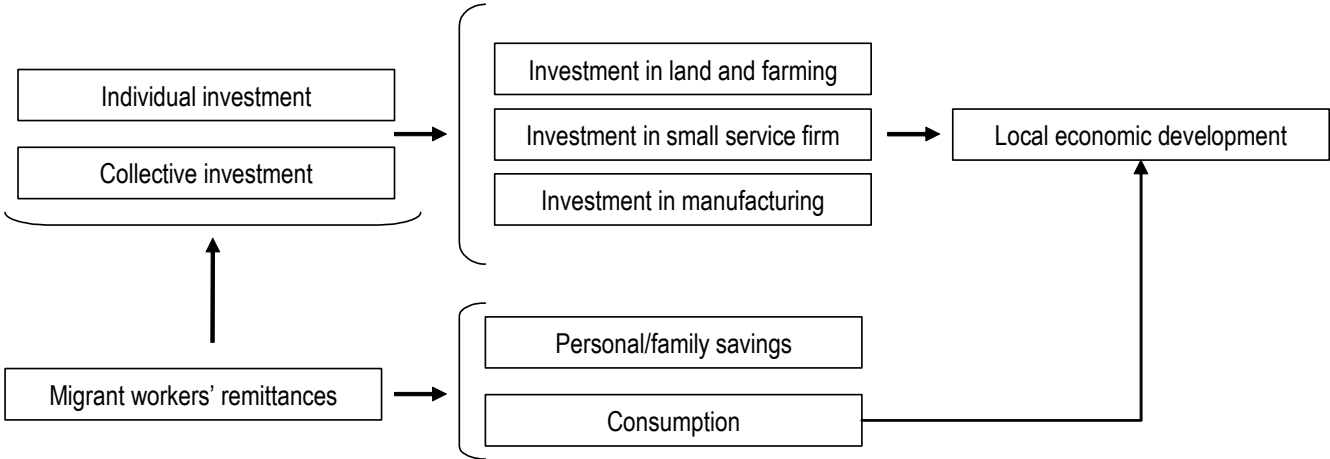 Individual investment
Collective investment
Investment in land and farming
Investment in small service firm
Investment in manufacturing
Local economic development
Migrant workers’ remittances
Personal/family savings
Consumption